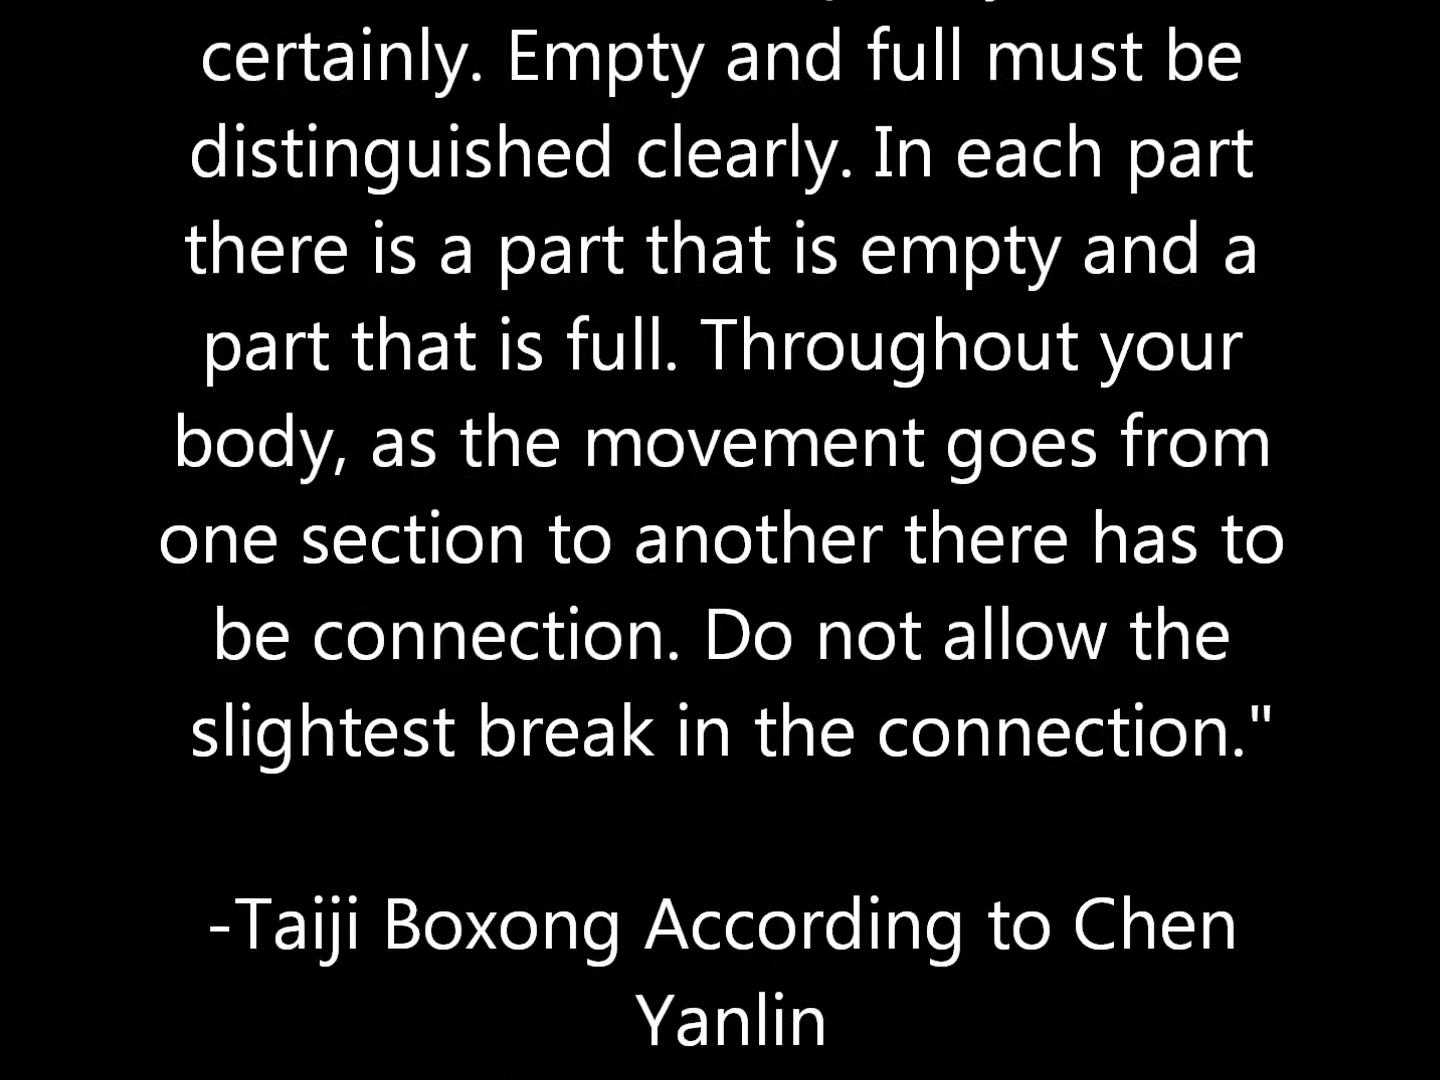 certainly. Empty and full must be
distinguished clearly. In each part
there is a part that is empty and a
part that is full. Throughout your
body, as the movement goes from
one section to another there has to
be connection. Do not allow the
slightest break in the connection."
-Taiji Boxong According to Chen
Yanlin